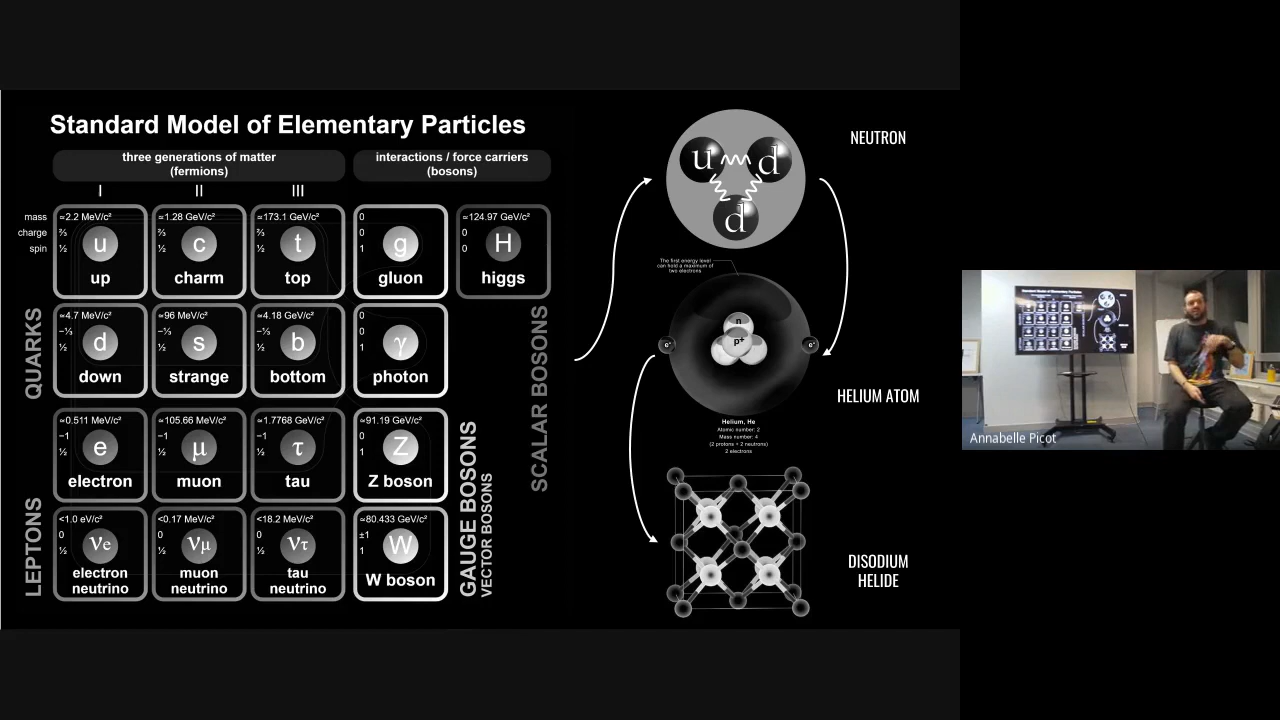 Standard Model of Elementary Particles
three generations of matter
(fermions)
interactions / force carriers
(bosons)
I
II
III
mass
charge
spin
≈2.2 MeV/c²
⅔
½
u
up
≈1.28 GeV/c²
⅔
½
c
charm
≈173.1 GeV/c²
⅔
½
t
top
0
0
1
g
gluon
≈124.97 GeV/c²
0
0
H
higgs
QUARKS
≈4.7 MeV/c²
−⅓
½
d
down
≈96 MeV/c²
−⅓
½
s
strange
≈4.18 GeV/c²
−⅓
½
b
bottom
0
0
1
γ
photon
SCALAR BOSONS
LEPTONS
≈0.511 MeV/c²
−1
½
e
electron
≈105.66 MeV/c²
−1
½
μ
muon
≈1.7768 GeV/c²
−1
½
τ
tau
≈91.19 GeV/c²
0
1
Z
Z boson
GAUGE BOSONS
VECTOR BOSONS
<1.0 eV/c²
0
½
νe
electron
neutrino
<0.17 MeV/c²
0
½
νμ
muon
neutrino
<18.2 MeV/c²
0
½
ντ
tau
neutrino
≈80.433 GeV/c²
±1
1
W
W boson
u
d
d
NEUTRON
The first energy level
can hold a maximum of
two electrons
n
p+
e-
e-
HELIUM ATOM
Helium, He
Atomic number: 2
Mass number: 4
(2 protons + 2 neutrons)
2 electrons
DISODIUM
HELIDE
Standard Model of Elementary Particles
Annabelle Picot